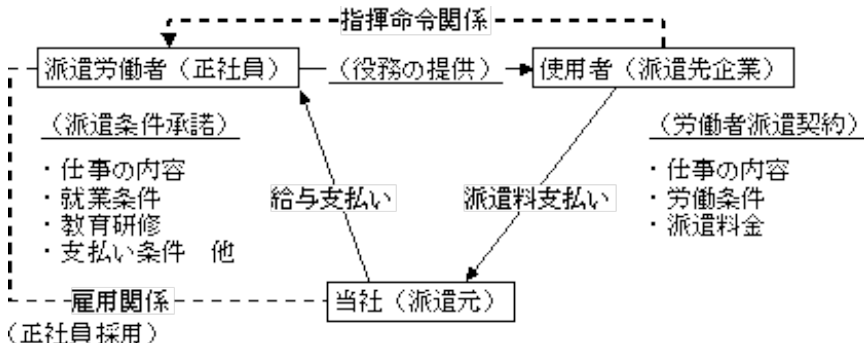 指揮命令関係
派遣労働者（正社員）
（役務の提供）
使用者（派遣先企業）
（派遣条件承諾）
・仕事の内容
・就業条件
・教育研修
・支払い条件　他
給与支払い
派遣料支払い
（労働者派遣契約）
・仕事の内容
・労働条件
・派遣料金
雇用関係
（正社員採用）
当社（派遣元）